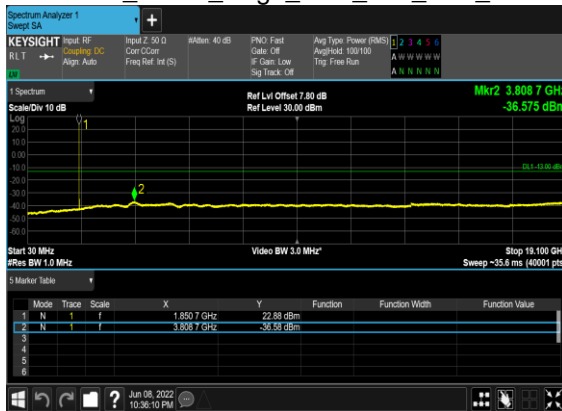 Spectrum Analyzer 1
Swept SA
+
KEYSIGHT Input: RF Input Z: 50 Ω #Atten: 40 dB PNO: Fast Avg Type: Power (RMS) 1 2 3 4 5 6
RLT Coupling: DC Corr CCorr Gate: Off Avg|Hold: 100/100 A W W W W W
Align: Auto Freq Ref: Int (S) IF Gain: Low Trig: Free Run
Sig Track: Off A N N N N N
1 Spectrum Ref Lvl Offset 7.80 dB Mkr2 3.808 7 GHz
Scale/Div 10 dB Ref Level 30.00 dBm -36.575 dBm
Log
20.0
10.0
0.00
-10.0
-20.0
-30.0
-40.0
-50.0
-60.0
1
2
DL1 -13.00 dBm
Start 30 MHz Video BW 3.0 MHz* Stop 19.100 GHz
#Res BW 1.0 MHz Sweep ~35.6 ms (40001 pts)
5 Marker Table
Mode Trace Scale X Y Function Function Width Function Value
1 N 1 f 1.850 7 GHz 22.88 dBm
2 N 1 f 3.808 7 GHz -36.58 dBm
3
4
5
6
? Jun 08, 2022
10:36:10 PM